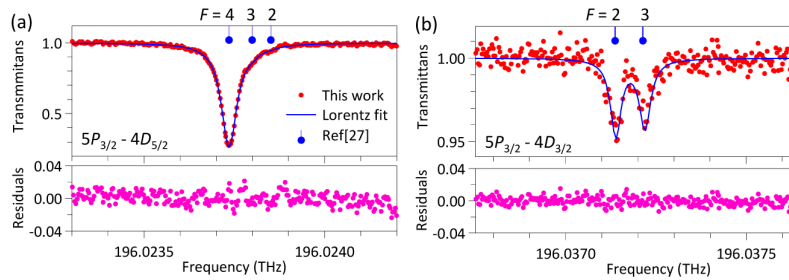 (a)
F = 4 3 2
1.0
0.5
Transmmittans
This work
Lorentz fit
Ref[27]
5P3/2 - 4D5/2
0.04
0.00
-0.04
Residuals
196.0235 196.0240
Frequency (THz)
(b)
F = 2 3
1.00
0.95
Transmittans
5P3/2 - 4D3/2
0.04
0.00
-0.04
Residuals
196.0370 196.0375
Frequency (THz)